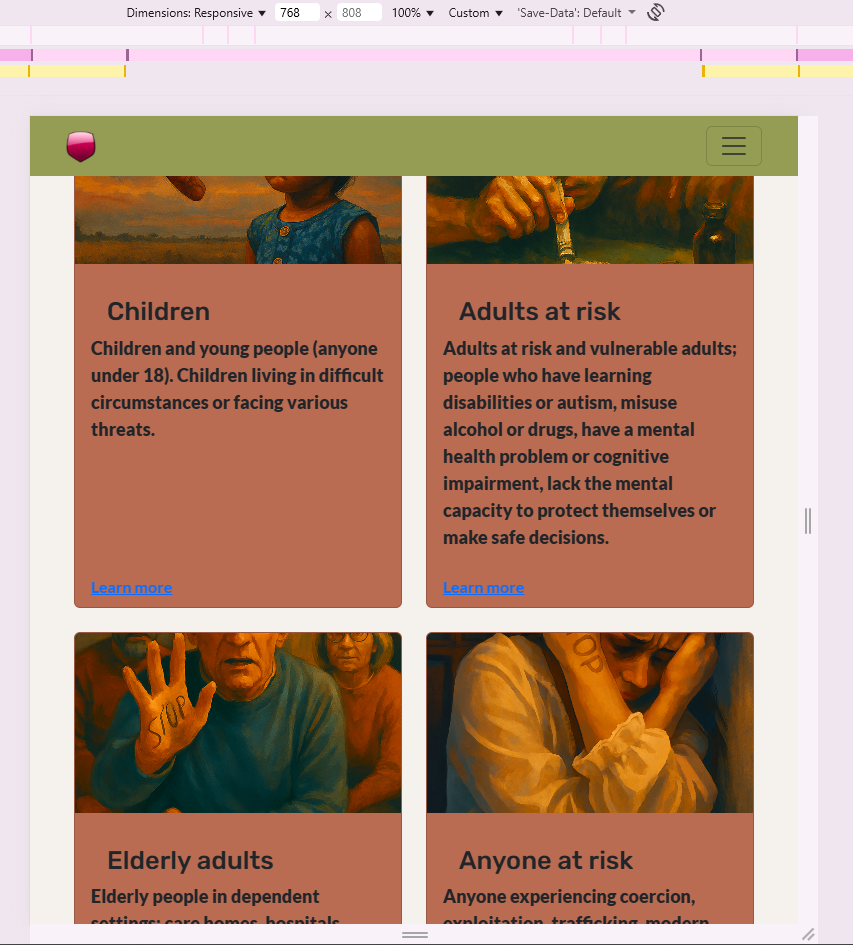 Dimensions: Responsive 768 × 808 100% Custom 'Save-Data': Default
Children
Children and young people (anyone
under 18). Children living in difficult
circumstances or facing various
threats.
Learn more
Adults at risk
Adults at risk and vulnerable adults;
people who have learning
disabilities or autism, misuse
alcohol or drugs, have a mental
health problem or cognitive
impairment, lack the mental
capacity to protect themselves or
make safe decisions.
Learn more
STOP
Elderly adults
Elderly people in dependent
settings: care homes, hospitals
TOP
Anyone at risk
Anyone experiencing coercion,
exploitation, trafficking, modern